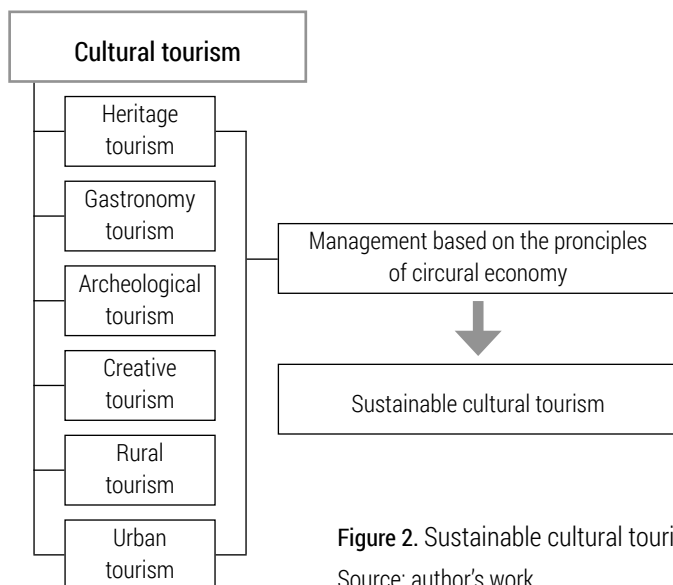 Cultural tourism
Heritage
tourism
Gastronomy
tourism
Archeological
tourism
Creative
tourism
Rural
tourism
Urban
tourism
Management based on the pronciples
of circural economy
Sustainable cultural tourism
Figure 2. Sustainable cultural touri
Source: author's work